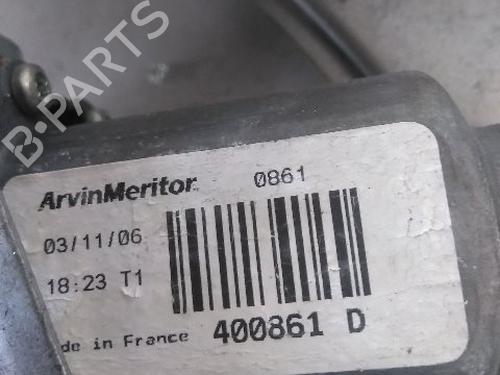 B-PARTS
ArvinMeritor 0861
03/11/06
18:23 T1
de in France 400861 D